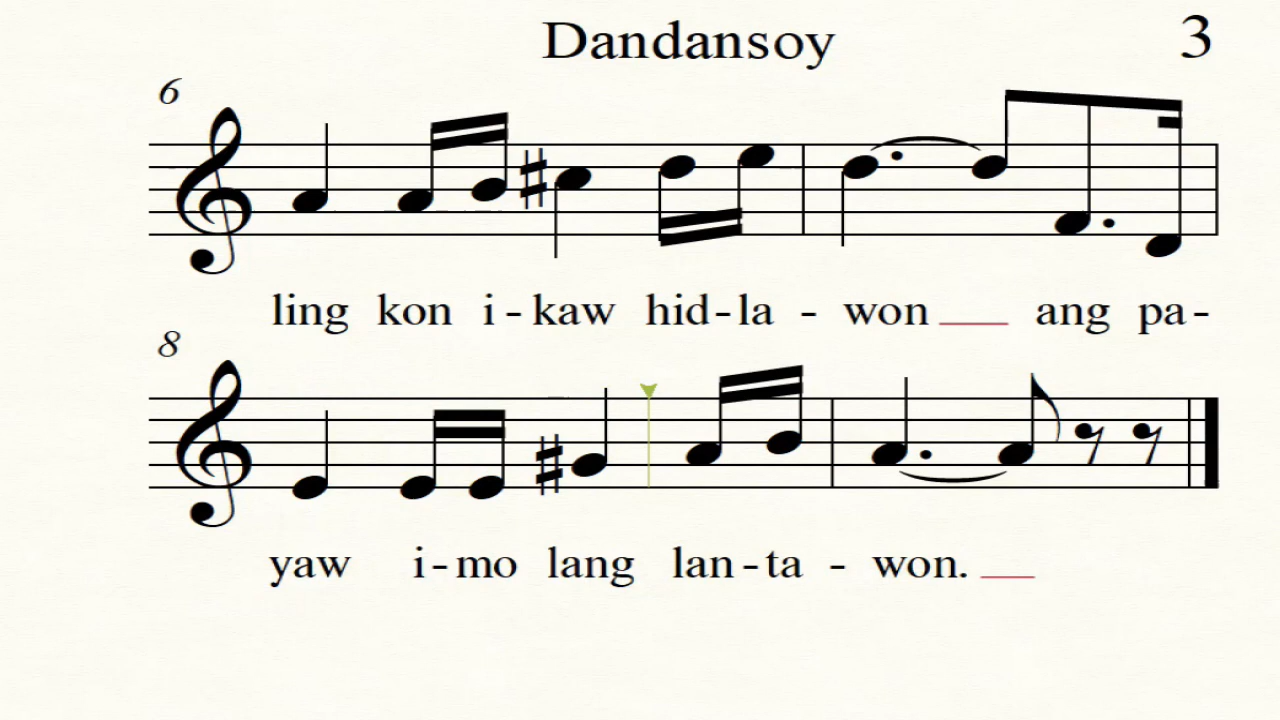 Dandansoy 3
6
ling kon i - kaw hid - la - won ang pa -
8
yaw i - mo lang lan - ta - won.